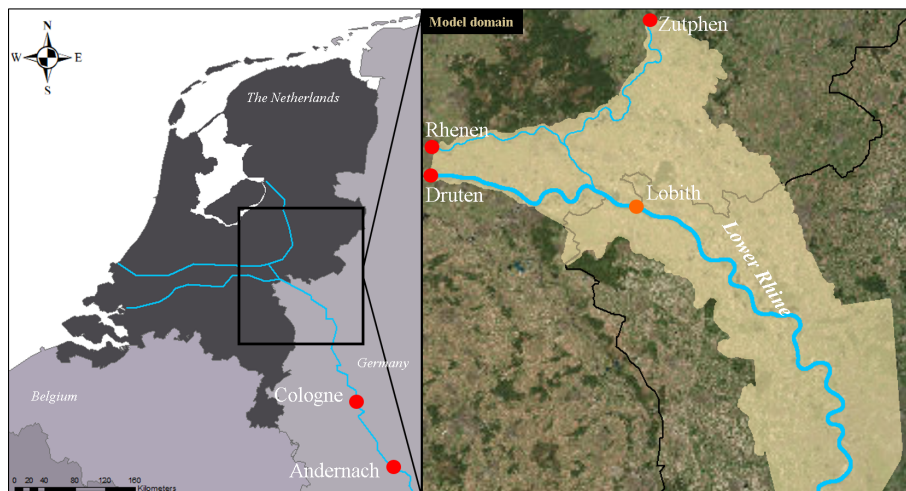 N
W
E
S
The Netherlands
Germany
Belgium
Cologne
Andernach
0 20 40 80 120 160
Kilometers
Model domain
Zutphen
Rhenen
Druten
Lobith
Lower Rhine